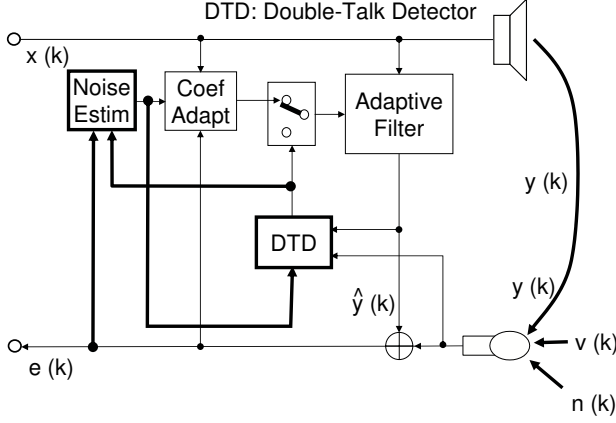 DTD: Double-Talk Detector
x (k)
Noise
Estim
Coef
Adapt
Adaptive
Filter
y (k)
DTD
ŷ (k)
y (k)
v (k)
e (k)
n (k)